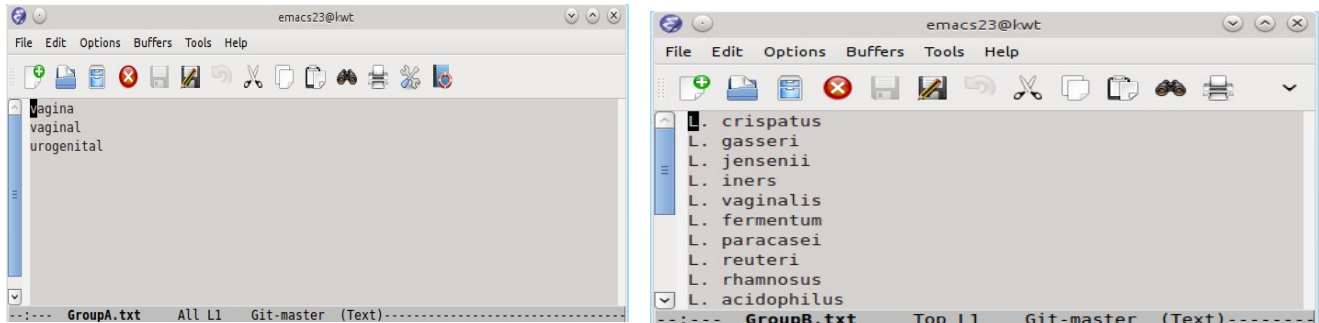 emacs23@kwt
File Edit Options Buffers Tools Help
vagina
vaginal
urogenital
--:--- GroupA.txt All L1 Git-master (Text)--------------------------------
emacs23@kwt
File Edit Options Buffers Tools Help
L. crispatus
L. gasseri
L. jensenii
L. iners
L. vaginalis
L. fermentum
L. paracasei
L. reuteri
L. rhamnosus
L. acidophilus
--:--- GroupB.txt Top L1 Git-master (Text)--------